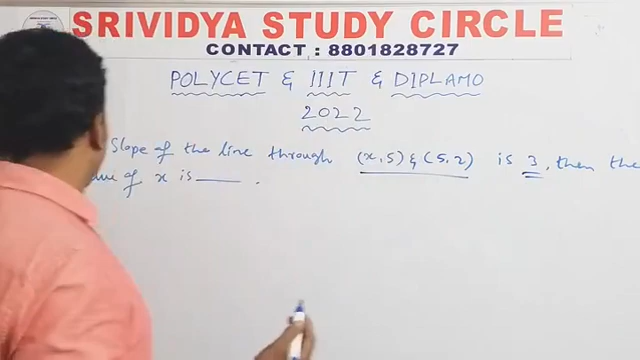 SRIVIDYA STUDY CIRCLE
CONTACT : 8801828727
POLYCET & IIIT & DIPLAMO
2022
Slope of the line through (x,5) & (5,2) is 3, then the
of x is ____ .